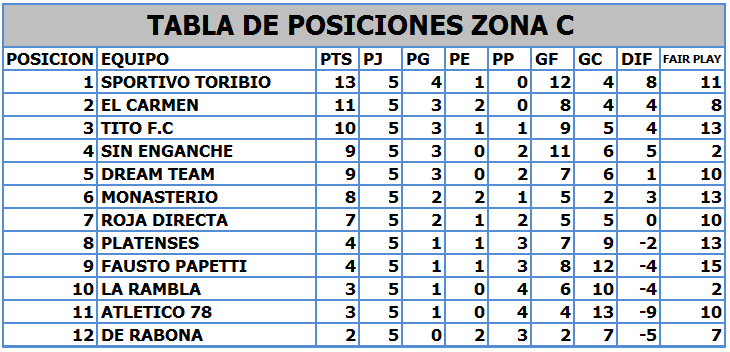 TABLA DE POSICIONES ZONA C
POSICION EQUIPO PTS PJ PG PE PP GF GC DIF FAIR PLAY
1 SPORTIVO TORIBIO 13 5 4 1 0 12 4 8 11
2 EL CARMEN 11 5 3 2 0 8 4 4 8
3 TITO F.C 10 5 3 1 1 9 5 4 13
4 SIN ENGANCHE 9 5 3 0 2 11 6 5 2
5 DREAM TEAM 9 5 3 0 2 7 6 1 10
6 MONASTERIO 8 5 2 2 1 5 2 3 13
7 ROJA DIRECTA 7 5 2 1 2 5 5 0 10
8 PLATENSES 4 5 1 1 3 7 9 -2 13
9 FAUSTO PAPETTI 4 5 1 1 3 8 12 -4 15
10 LA RAMBLA 3 5 1 0 4 6 10 -4 2
11 ATLETICO 78 3 5 1 0 4 4 13 -9 10
12 DE RABONA 2 5 0 2 3 2 7 -5 7